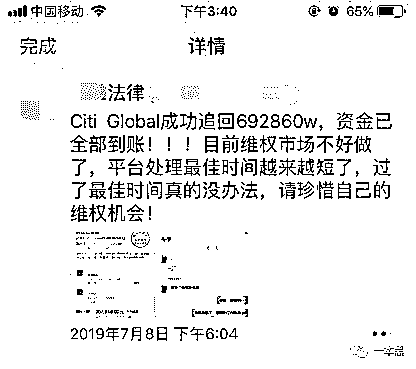 中国移动 下午3:40 65%
完成 详情
法律
Citi Global成功追回692860w，资金已
全部到账！！！目前维权市场不好做
了，平台处理最佳时间越来越短了，过
了最佳时间真的没办法，请珍惜自己的
维权机会！
2019年7月8日 下午6:04